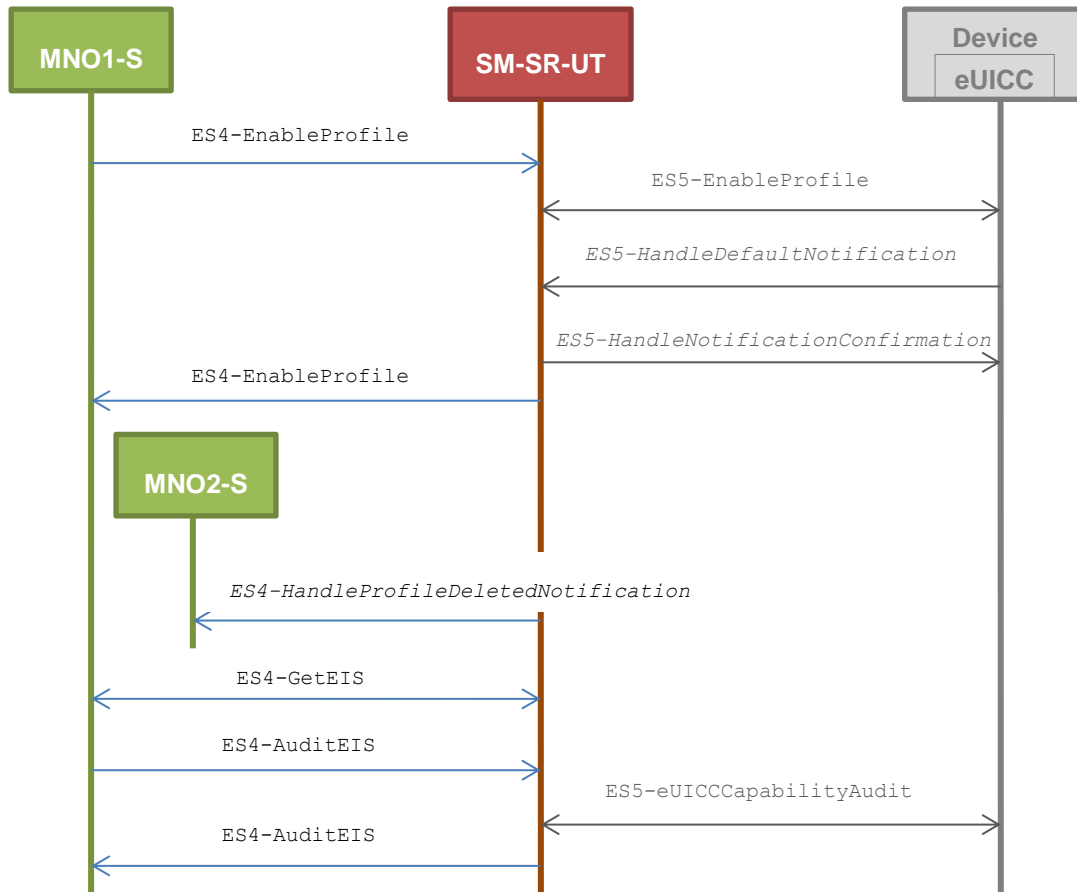 MNO1-S
SM-SR-UT
Device
eUICC
ES4-EnableProfile
ES5-EnableProfile
ES5-HandleDefaultNotification
ES5-HandleNotificationConfirmation
ES4-EnableProfile
MNO2-S
ES4-HandleProfileDeletedNotification
ES4-GetEIS
ES4-AuditEIS
ES5-eUICCCapabilityAudit
ES4-AuditEIS